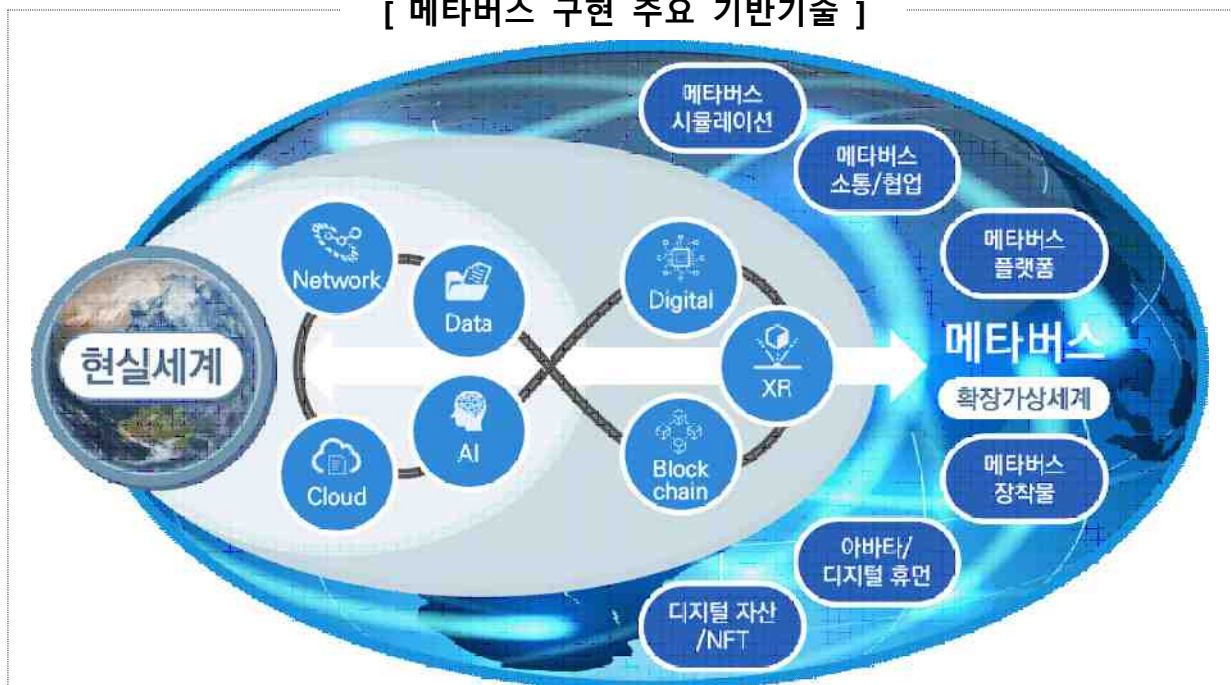 [ 메타버스 구현 주요 기반기술 ]
메타버스
시뮬레이션
메타버스
소통/협업
메타버스
플랫폼
Network
Data
Digital
현실세계
XR
메타버스
확장가상세계
Cloud
AI
Block
chain
메타버스
장착물
아바타/
디지털 휴먼
디지털 자산
/NFT